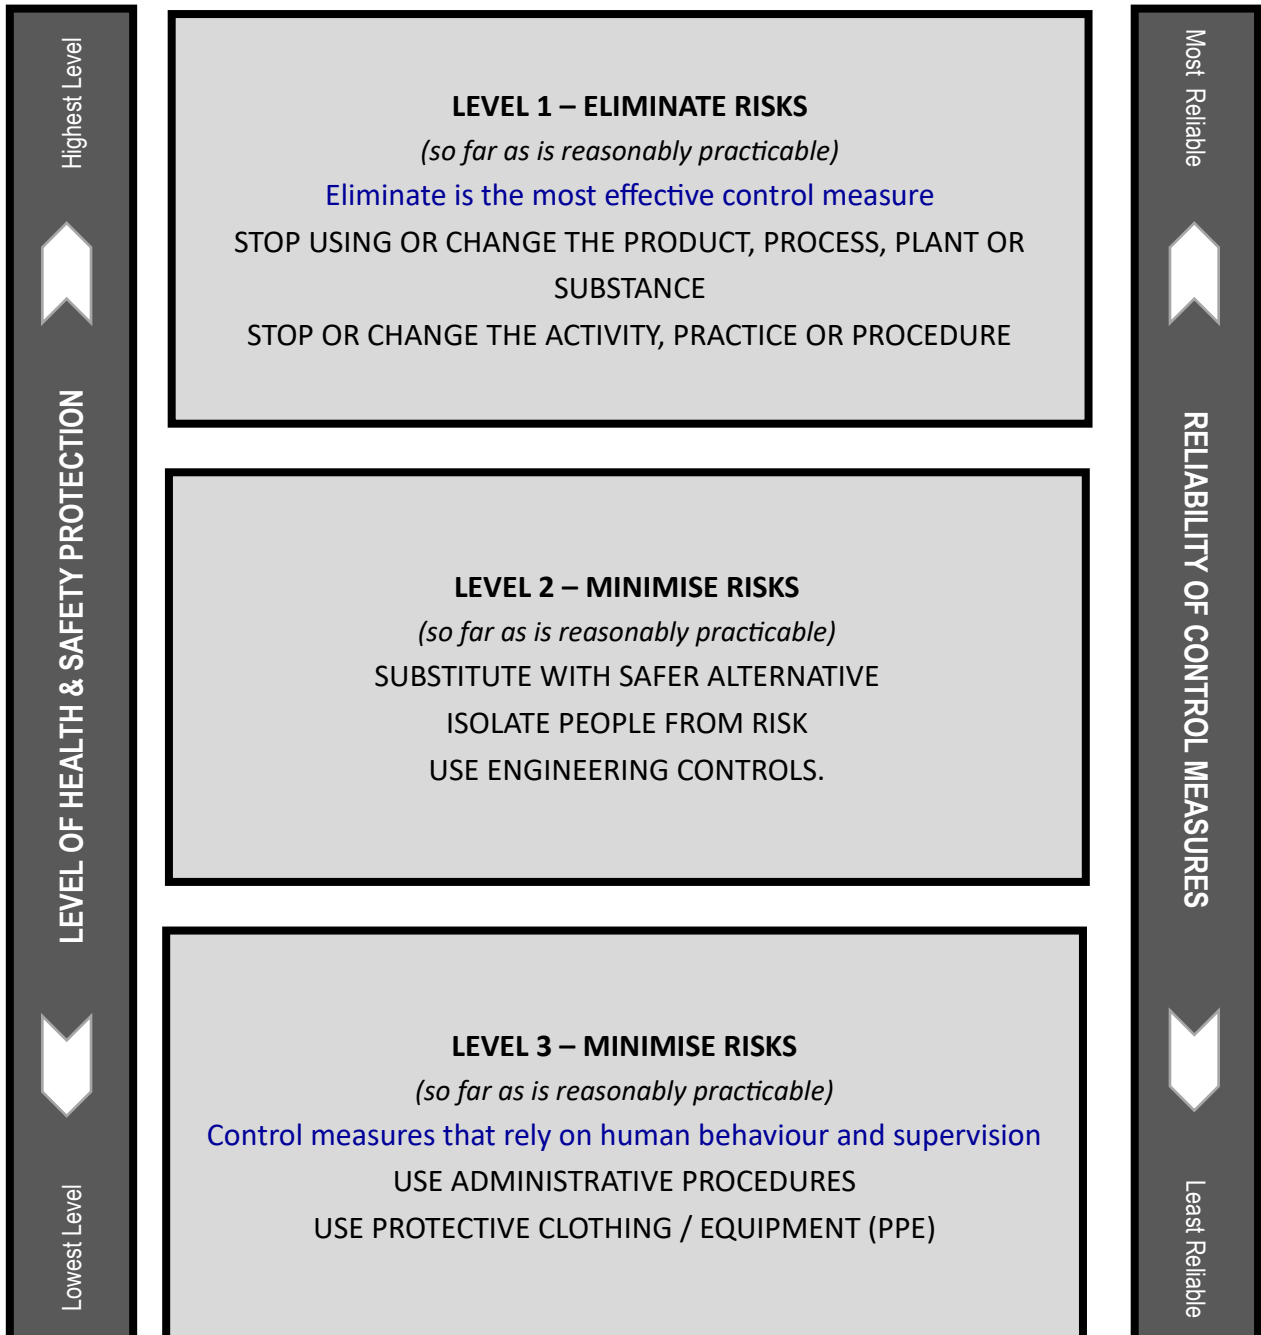 Highest Level
LEVEL OF HEALTH & SAFETY PROTECTION
Lowest Level
LEVEL 1 – ELIMINATE RISKS
(so far as is reasonably practicable)
Eliminate is the most effective control measure
STOP USING OR CHANGE THE PRODUCT, PROCESS, PLANT OR
SUBSTANCE
STOP OR CHANGE THE ACTIVITY, PRACTICE OR PROCEDURE
LEVEL 2 – MINIMISE RISKS
(so far as is reasonably practicable)
SUBSTITUTE WITH SAFER ALTERNATIVE
ISOLATE PEOPLE FROM RISK
USE ENGINEERING CONTROLS.
LEVEL 3 – MINIMISE RISKS
(so far as is reasonably practicable)
Control measures that rely on human behaviour and supervision
USE ADMINISTRATIVE PROCEDURES
USE PROTECTIVE CLOTHING / EQUIPMENT (PPE)
Most Reliable
RELIABILITY OF CONTROL MEASURES
Least Reliable